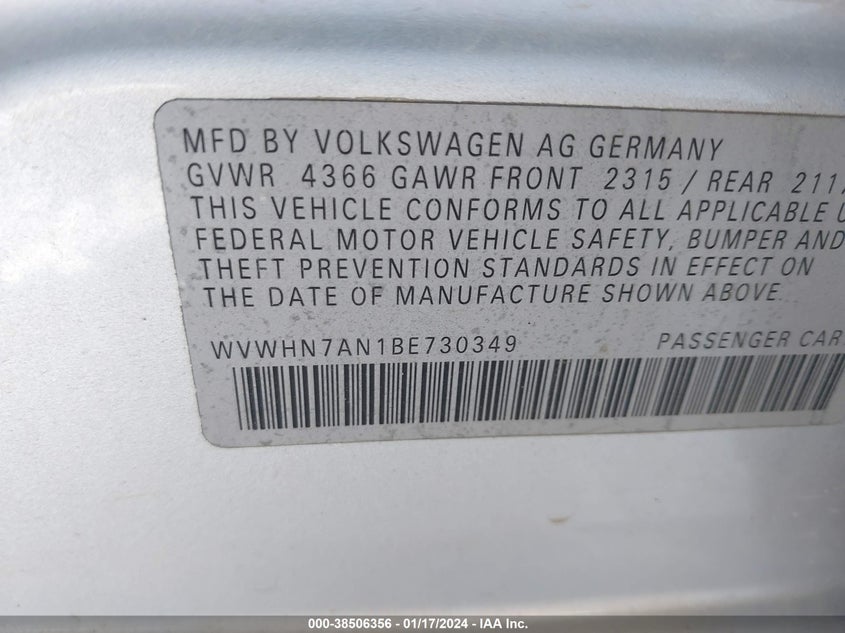 MFD BY VOLKSWAGEN AG GERMANY
GVWR 4366 GAWR FRONT 2315 / REAR 211
THIS VEHICLE CONFORMS TO ALL APPLICABLE
FEDERAL MOTOR VEHICLE SAFETY, BUMPER AND
THEFT PREVENTION STANDARDS IN EFFECT ON
THE DATE OF MANUFACTURE SHOWN ABOVE.
WVWHN7AN1BE730349 PASSENGER CAR
000-38506356 — 01/17/2024 — IAA Inc.